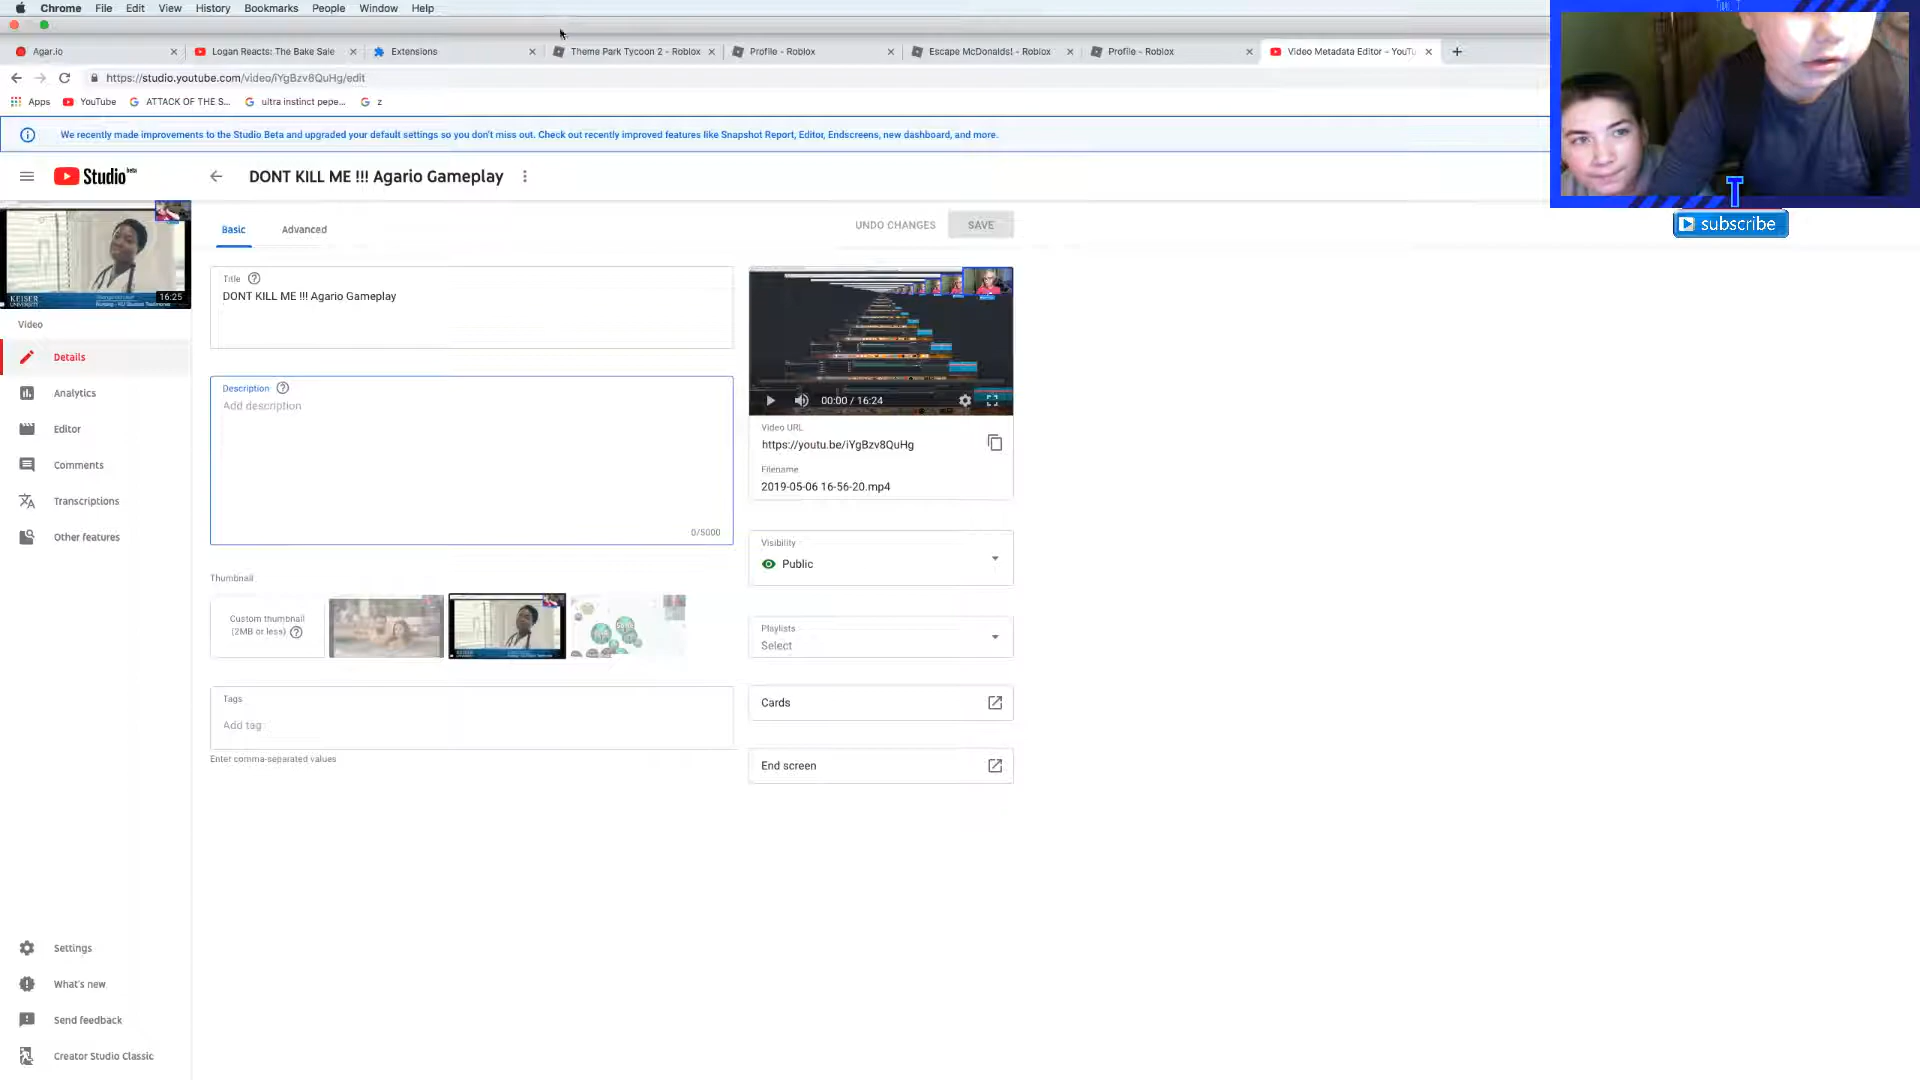 Chrome File Edit View History Bookmarks People Window Help
Agar.io
Logan Reacts: The Bake Sale
Extensions
Theme Park Tycoon 2 - Roblox
Profile - Roblox
Escape McDonalds! - Roblox
Profile - Roblox
Video Metadata Editor - YouTu
https://studio.youtube.com/video/iYgBzv8QuHg/edit
Apps YouTube ATTACK OF THE S... ultra instinct pepe... z
We recently made improvements to the Studio Beta and upgraded your default settings so you don't miss out. Check out recently improved features like Snapshot Report, Editor, Endscreens, new dashboard, and more.
Studio beta
DONT KILL ME !!! Agario Gameplay
T
subscribe
KEISER
UNIVERSITY
16:25
Video
Details
Analytics
Editor
Comments
Transcriptions
Other features
Settings
What's new
Send feedback
Creator Studio Classic
Basic Advanced
UNDO CHANGES SAVE
Title
DONT KILL ME !!! Agario Gameplay
Description
Add description
0/5000
Thumbnail
Custom thumbnail
(2MB or less)
Tags
Add tag
Enter comma-separated values
00:00 / 16:24
Video URL
https://youtu.be/iYgBzv8QuHg
Filename
2019-05-06 16-56-20.mp4
Visibility
Public
Playlists
Select
Cards
End screen